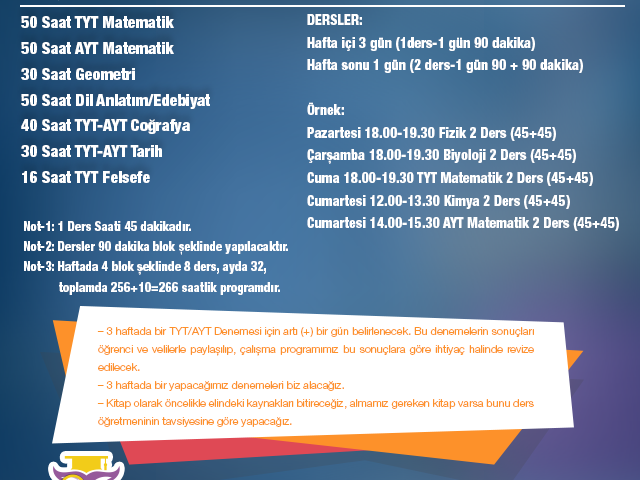 50 Saat TYT Matematik
50 Saat AYT Matematik
30 Saat Geometri
50 Saat Dil Anlatım/Edebiyat
40 Saat TYT-AYT Coğrafya
30 Saat TYT-AYT Tarih
16 Saat TYT Felsefe
Not-1: 1 Ders Saati 45 dakikadır.
Not-2: Dersler 90 dakika blok şeklinde yapılacaktır.
Not-3: Haftada 4 blok şeklinde 8 ders, ayda 32,
toplamda 256+10=266 saatlik programdır.
DERSLER:
Hafta içi 3 gün (1ders-1 gün 90 dakika)
Hafta sonu 1 gün (2 ders-1 gün 90 + 90 dakika)
Örnek:
Pazartesi 18.00-19.30 Fizik 2 Ders (45+45)
Çarşamba 18.00-19.30 Biyoloji 2 Ders (45+45)
Cuma 18.00-19.30 TYT Matematik 2 Ders (45+45)
Cumartesi 12.00-13.30 Kimya 2 Ders (45+45)
Cumartesi 14.00-15.30 AYT Matematik 2 Ders (45+45)
– 3 haftada bir TYT/AYT Denemesi için artı (+) bir gün belirlenecek. Bu denemelerin sonuçları
öğrenci ve velilerle paylaşılıp, çalışma programımız bu sonuçlara göre ihtiyaç halinde revize
edilecek.
– 3 haftada bir yapacağımız denemeleri biz alacağız.
– Kitap olarak öncelikle elindeki kaynakları bitireceğiz, almamız gereken kitap varsa bunu ders
öğretmeninin tavsiyesine göre yapacağız.